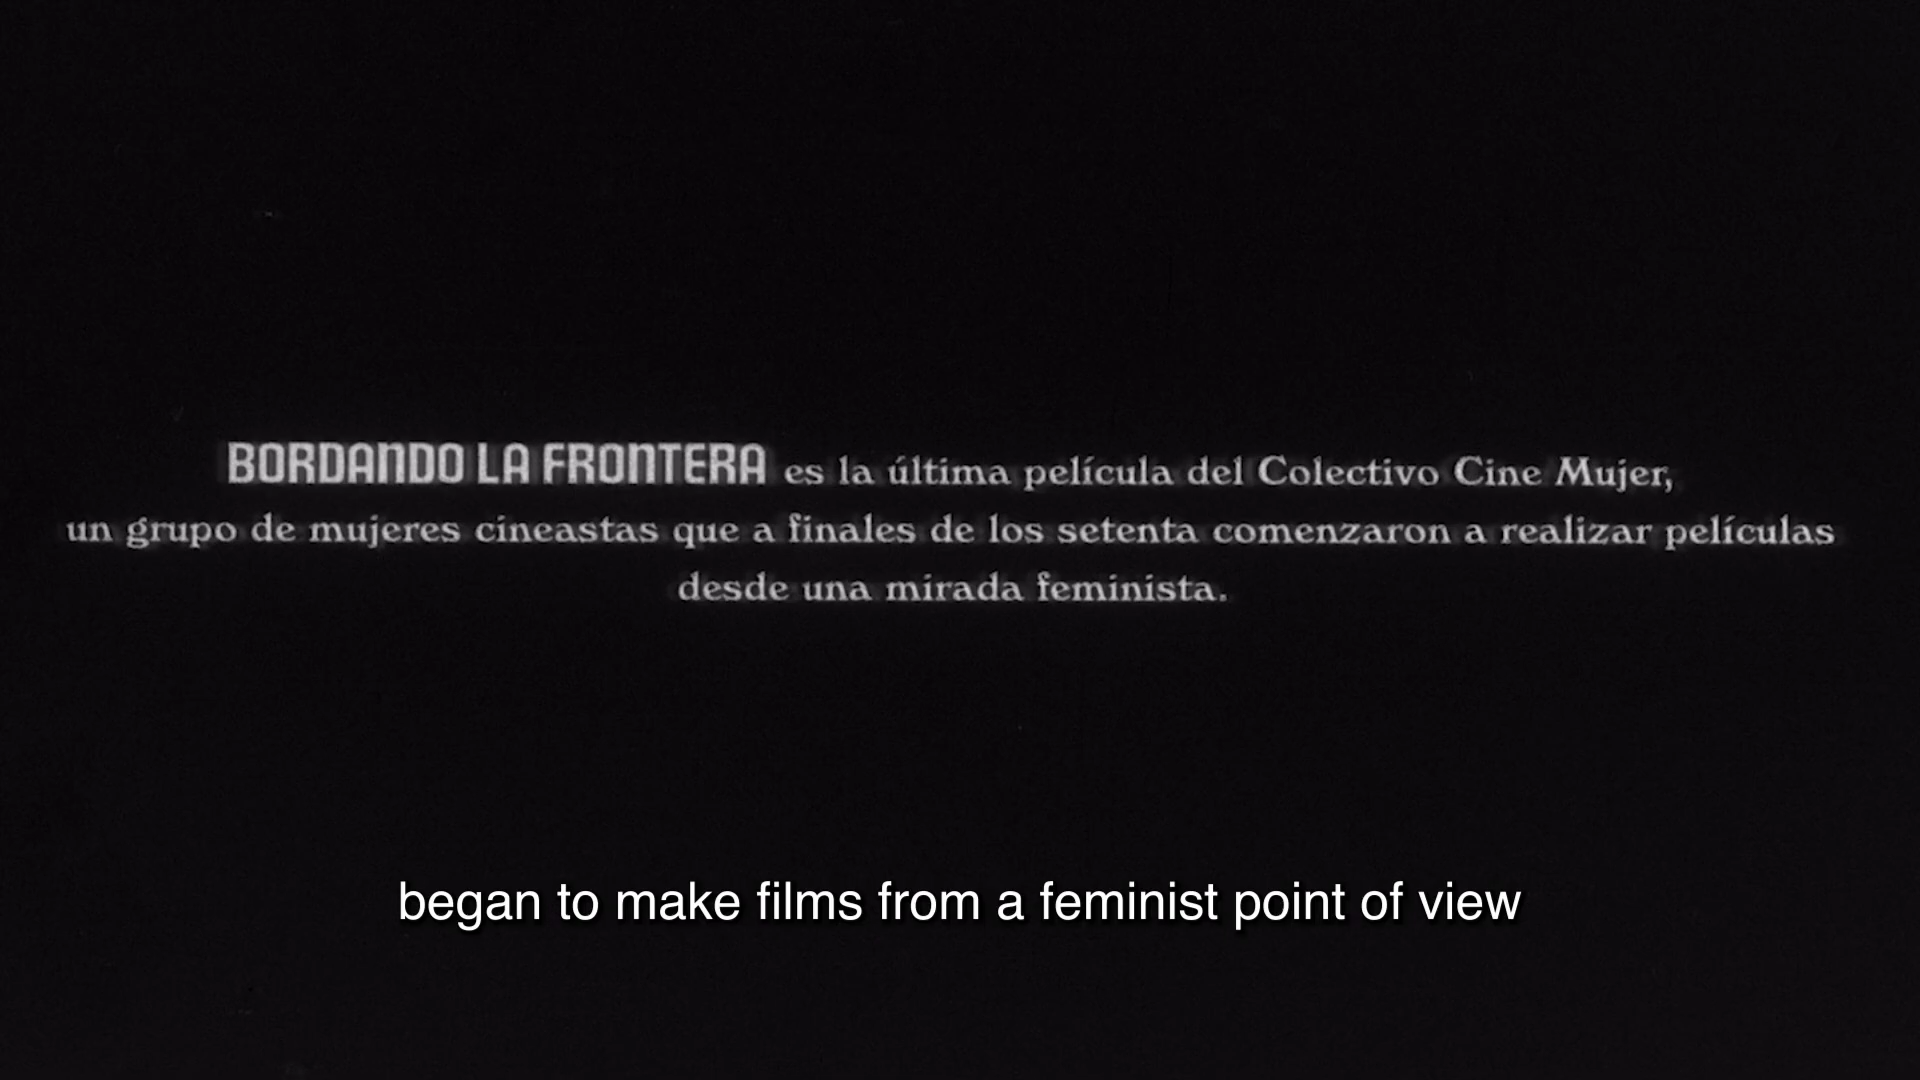 BORDANDO LA FRONTERA es la última película del Colectivo Cine Mujer,
un grupo de mujeres cineastas que a finales de los setenta comenzaron a realizar películas
desde una mirada feminista.
began to make films from a feminist point of view